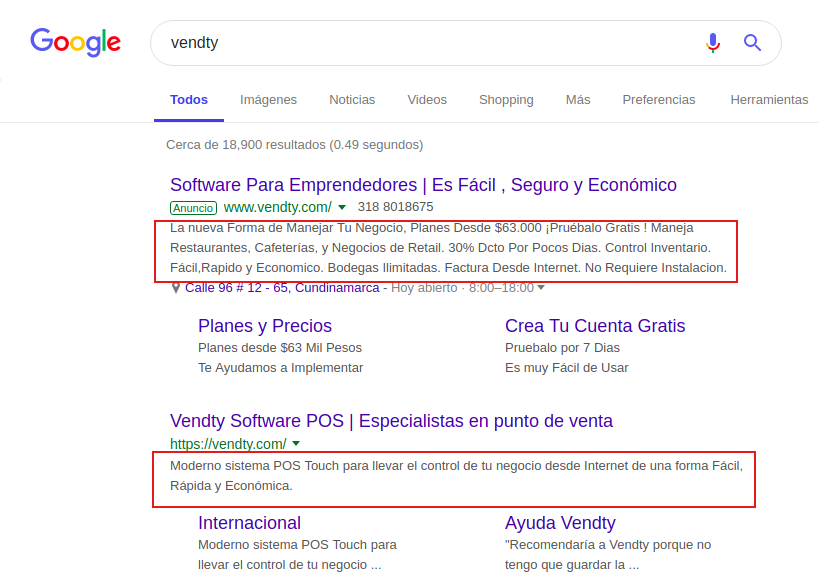 Google
vendty
Todos Imágenes Noticias Videos Shopping Más Preferencias Herramientas
Cerca de 18,900 resultados (0.49 segundos)
Software Para Emprendedores | Es Fácil , Seguro y Económico
Anuncio www.vendty.com/ 318 8018675
La nueva Forma de Manejar Tu Negocio, Planes Desde $63.000 ¡Pruébalo Gratis ! Maneja
Restaurantes, Cafeterías, y Negocios de Retail. 30% Dcto Por Pocos Dias. Control Inventario.
Fácil,Rapido y Economico. Bodegas Ilimitadas. Factura Desde Internet. No Requiere Instalacion.
Calle 96 # 12 - 65, Cundinamarca - Hoy abierto · 8:00–18:00
Planes y Precios
Planes desde $63 Mil Pesos
Te Ayudamos a Implementar
Crea Tu Cuenta Gratis
Pruebalo por 7 Dias
Es muy Fácil de Usar
Vendty Software POS | Especialistas en punto de venta
https://vendty.com/
Moderno sistema POS Touch para llevar el control de tu negocio desde Internet de una forma Fácil,
Rápida y Económica.
Internacional
Moderno sistema POS Touch para
llevar el control de tu negocio ...
Ayuda Vendty
"Recomendaría a Vendty porque no
tengo que guardar la ...